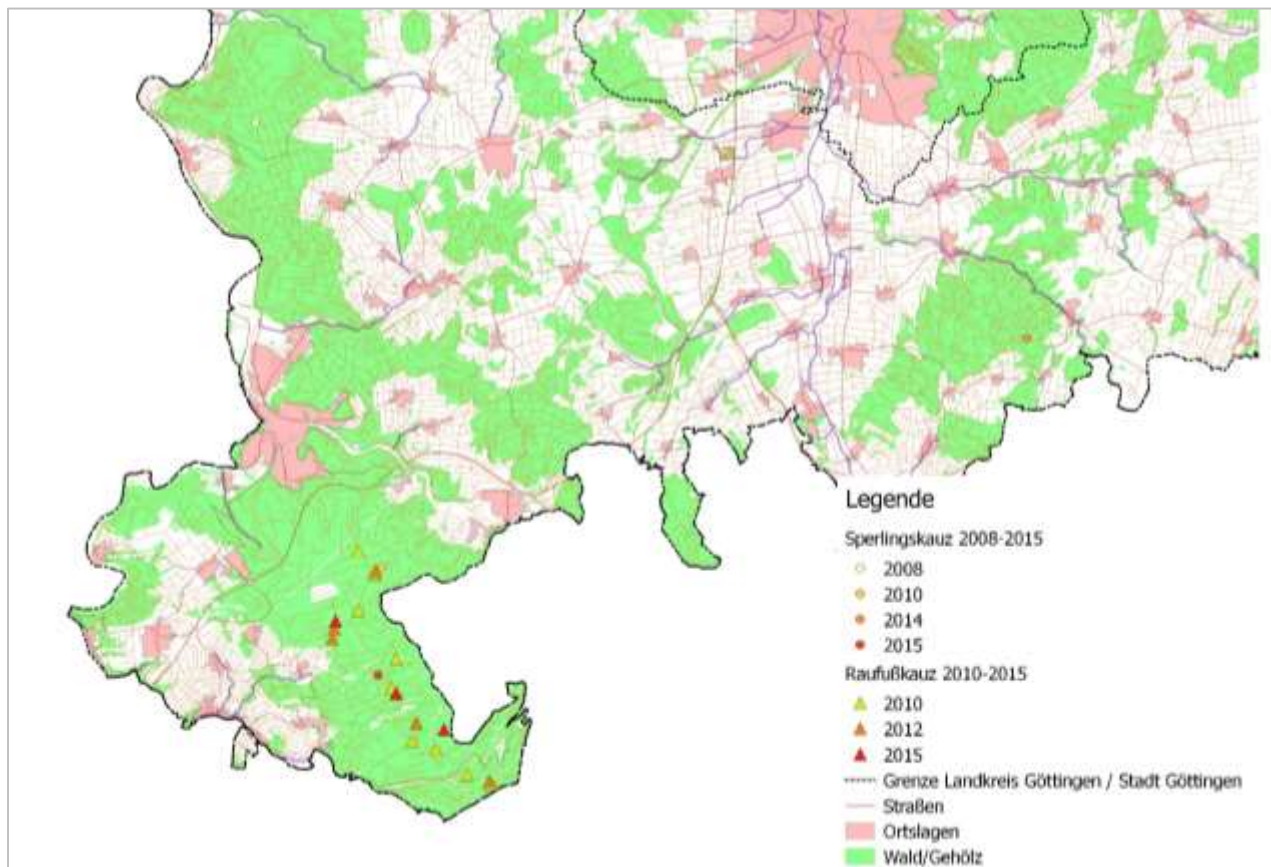 Legende
Sperlingskauz 2008-2015
2008
2010
2014
2015
Raufußkauz 2010-2015
2010
2012
2015
Grenze Landkreis Göttingen / Stadt Göttingen
Straßen
Ortslagen
Wald/Gehölz